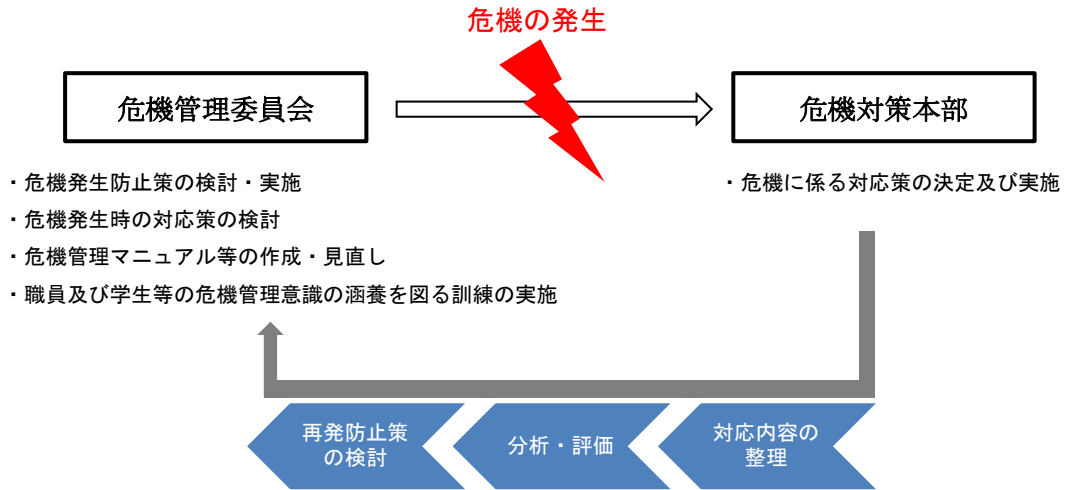 危機の発生
危機管理委員会
危機対策本部
・危機発生防止策の検討・実施
・危機発生時の対応策の検討
・危機管理マニュアル等の作成・見直し
・職員及び学生等の危機管理意識の涵養を図る訓練の実施
・危機に係る対応策の決定及び実施
再発防止策
の検討
分析・評価
対応内容の
整理